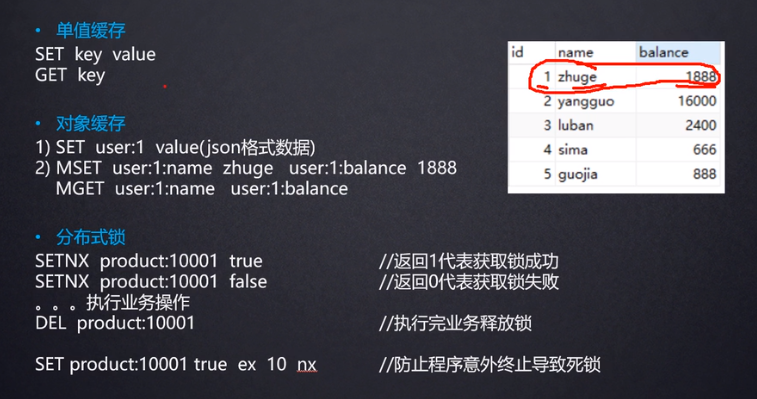 • 单值缓存
SET key value
GET key
• 对象缓存
1) SET user:1 value(json格式数据)
2) MSET user:1:name zhuge user:1:balance 1888
MGET user:1:name user:1:balance
• 分布式锁
SETNX product:10001 true //返回1代表获取锁成功
SETNX product:10001 false //返回0代表获取锁失败
。。。执行业务操作
DEL product:10001 //执行完业务释放锁
SET product:10001 true ex 10 nx //防止程序意外终止导致死锁
id name balance
1 zhuge 1888
2 yangguo 16000
3 luban 2400
4 sima 666
5 guojia 888